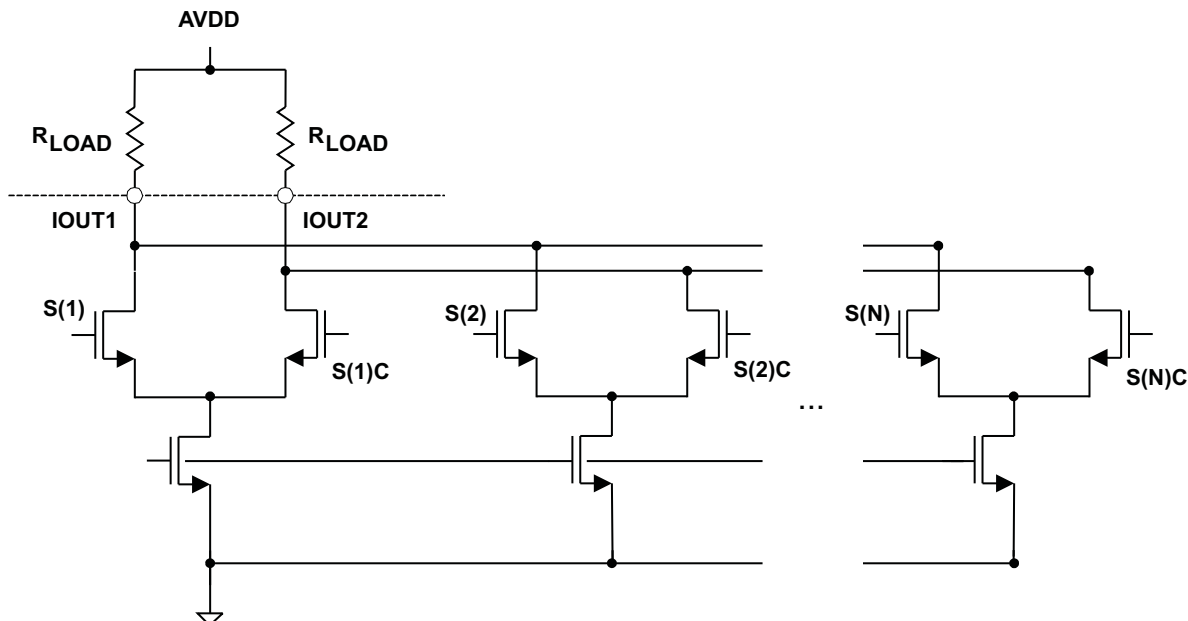 AVDD
RLOAD RLOAD
IOUT1 IOUT2
S(1) S(2) S(N)
S(1)C S(2)C S(N)C
...